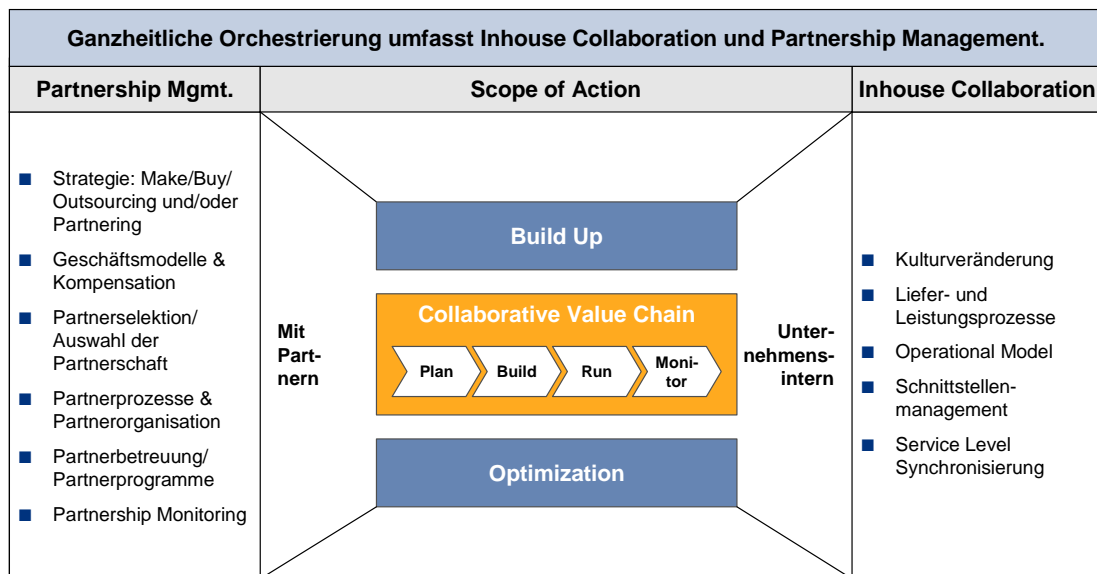 Ganzheitliche Orchestrierung umfasst Inhouse Collaboration und Partnership Management.
Partnership Mgmt.
Scope of Action
Inhouse Collaboration
Strategie: Make/Buy/
Outsourcing und/oder
Partnering
Geschäftsmodelle &
Kompensation
Partnerselektion/
Auswahl der
Partnerschaft
Partnerprozesse &
Partnerorganisation
Partnerbetreuung/
Partnerprogramme
Partnership Monitoring
Mit
Part-
nern
Build Up
Collaborative Value Chain
Plan
Build
Run
Moni-
tor
Optimization
Unter-
nehmens-
intern
Kulturveränderung
Liefer- und
Leistungsprozesse
Operational Model
Schnittstellen-
management
Service Level
Synchronisierung